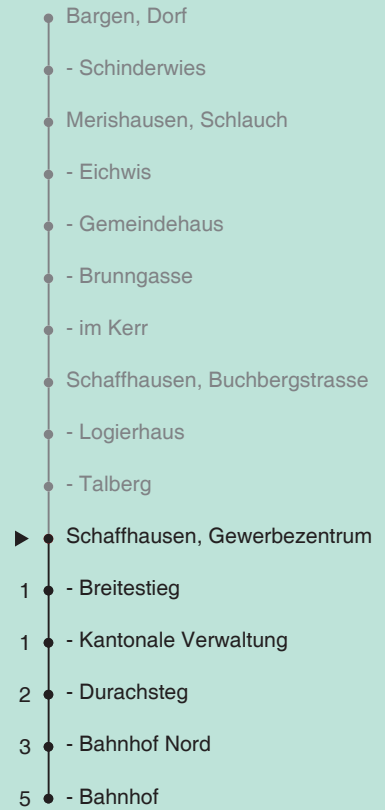 Bargen, Dorf
- Schinderwies
Merishausen, Schlauch
- Eichwis
- Gemeindehaus
- Brunngasse
- im Kerr
Schaffhausen, Buchbergstrasse
- Logierhaus
- Talberg
Schaffhausen, Gewerbezentrum
1 - Breitestieg
1 - Kantonale Verwaltung
2 - Durachsteg
3 - Bahnhof Nord
5 - Bahnhof